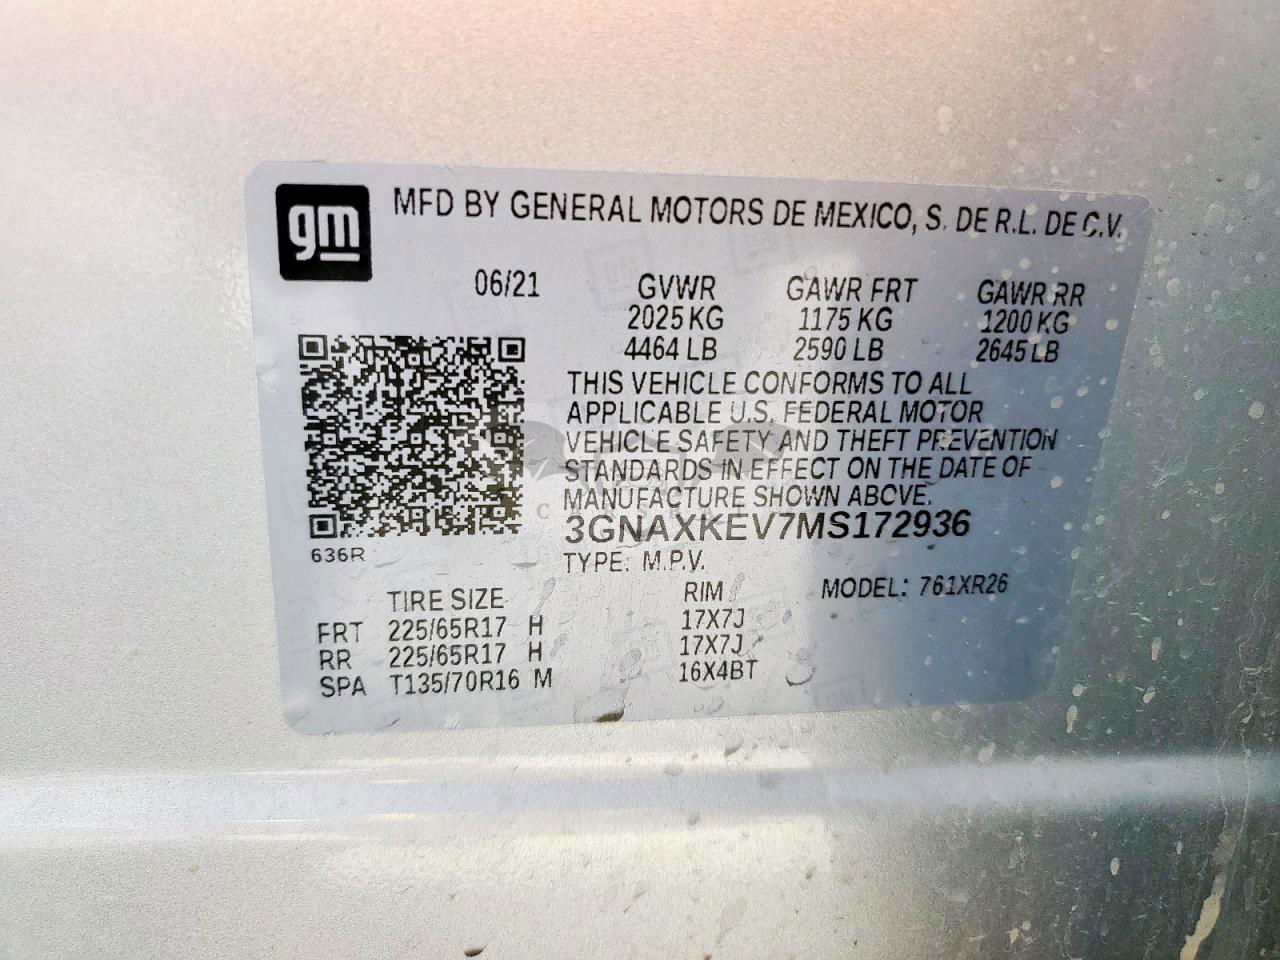 gm MFD BY GENERAL MOTORS DE MEXICO, S. DE R.L. DE C.V.
06/21 GVWR GAWR FRT GAWR RR
2025 KG 1175 KG 1200 KG
4464 LB 2590 LB 2645 LB
THIS VEHICLE CONFORMS TO ALL
APPLICABLE U.S. FEDERAL MOTOR
VEHICLE SAFETY AND THEFT PREVENTION
STANDARDS IN EFFECT ON THE DATE OF
MANUFACTURE SHOWN ABOVE.
3GNAXKEV7MS172936
636R
TYPE: M.P.V.
TIRE SIZE RIM MODEL: 761XR26
FRT 225/65R17 H 17X7J
RR 225/65R17 H 17X7J
SPA T135/70R16 M 16X4BT